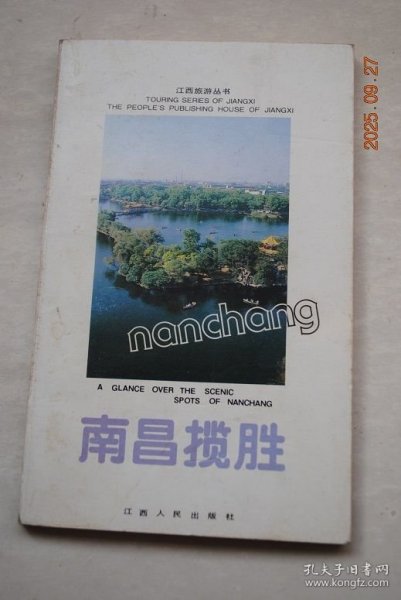 江西旅游丛书
TOURING SERIES OF JIANGXI
THE PEOPLE'S PUBLISHING HOUSE OF JIANGXI
2025.09.27
nanchang
A GLANCE OVER THE SCENIC
SPOTS OF NANCHANG
南昌揽胜
江西人民出版社
孔夫子旧书网
www.kongfz.com